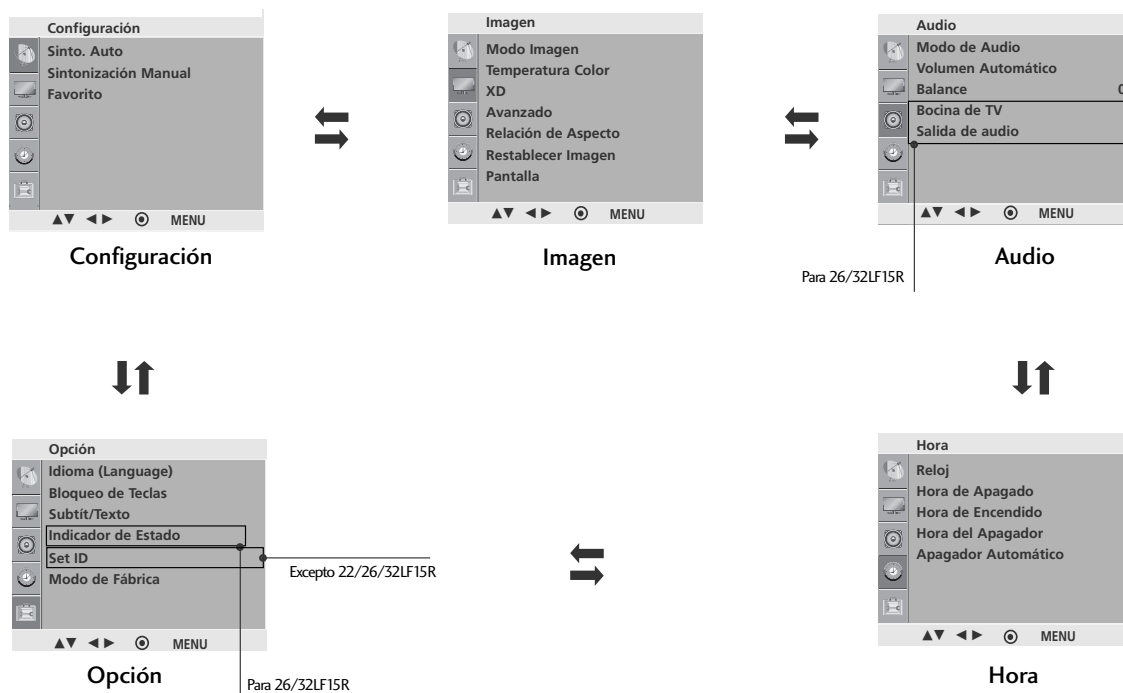 Configuración
Sinto. Auto
Sintonización Manual
Favorito
MENU
Configuración
Imagen
Modo Imagen
Temperatura Color
XD
Avanzado
Relación de Aspecto
Restablecer Imagen
Pantalla
MENU
Imagen
Audio
Modo de Audio
Volumen Automático
Balance 0
Bocina de TV
Salida de audio
MENU
Audio
Para 26/32LF15R
Opción
Idioma (Language)
Bloqueo de Teclas
Subtít/Texto
Indicador de Estado
Set ID
Modo de Fábrica
MENU
Opción
Excepto 22/26/32LF15R
Para 26/32LF15R
Hora
Reloj
Hora de Apagado
Hora de Encendido
Hora del Apagador
Apagador Automático
MENU
Hora